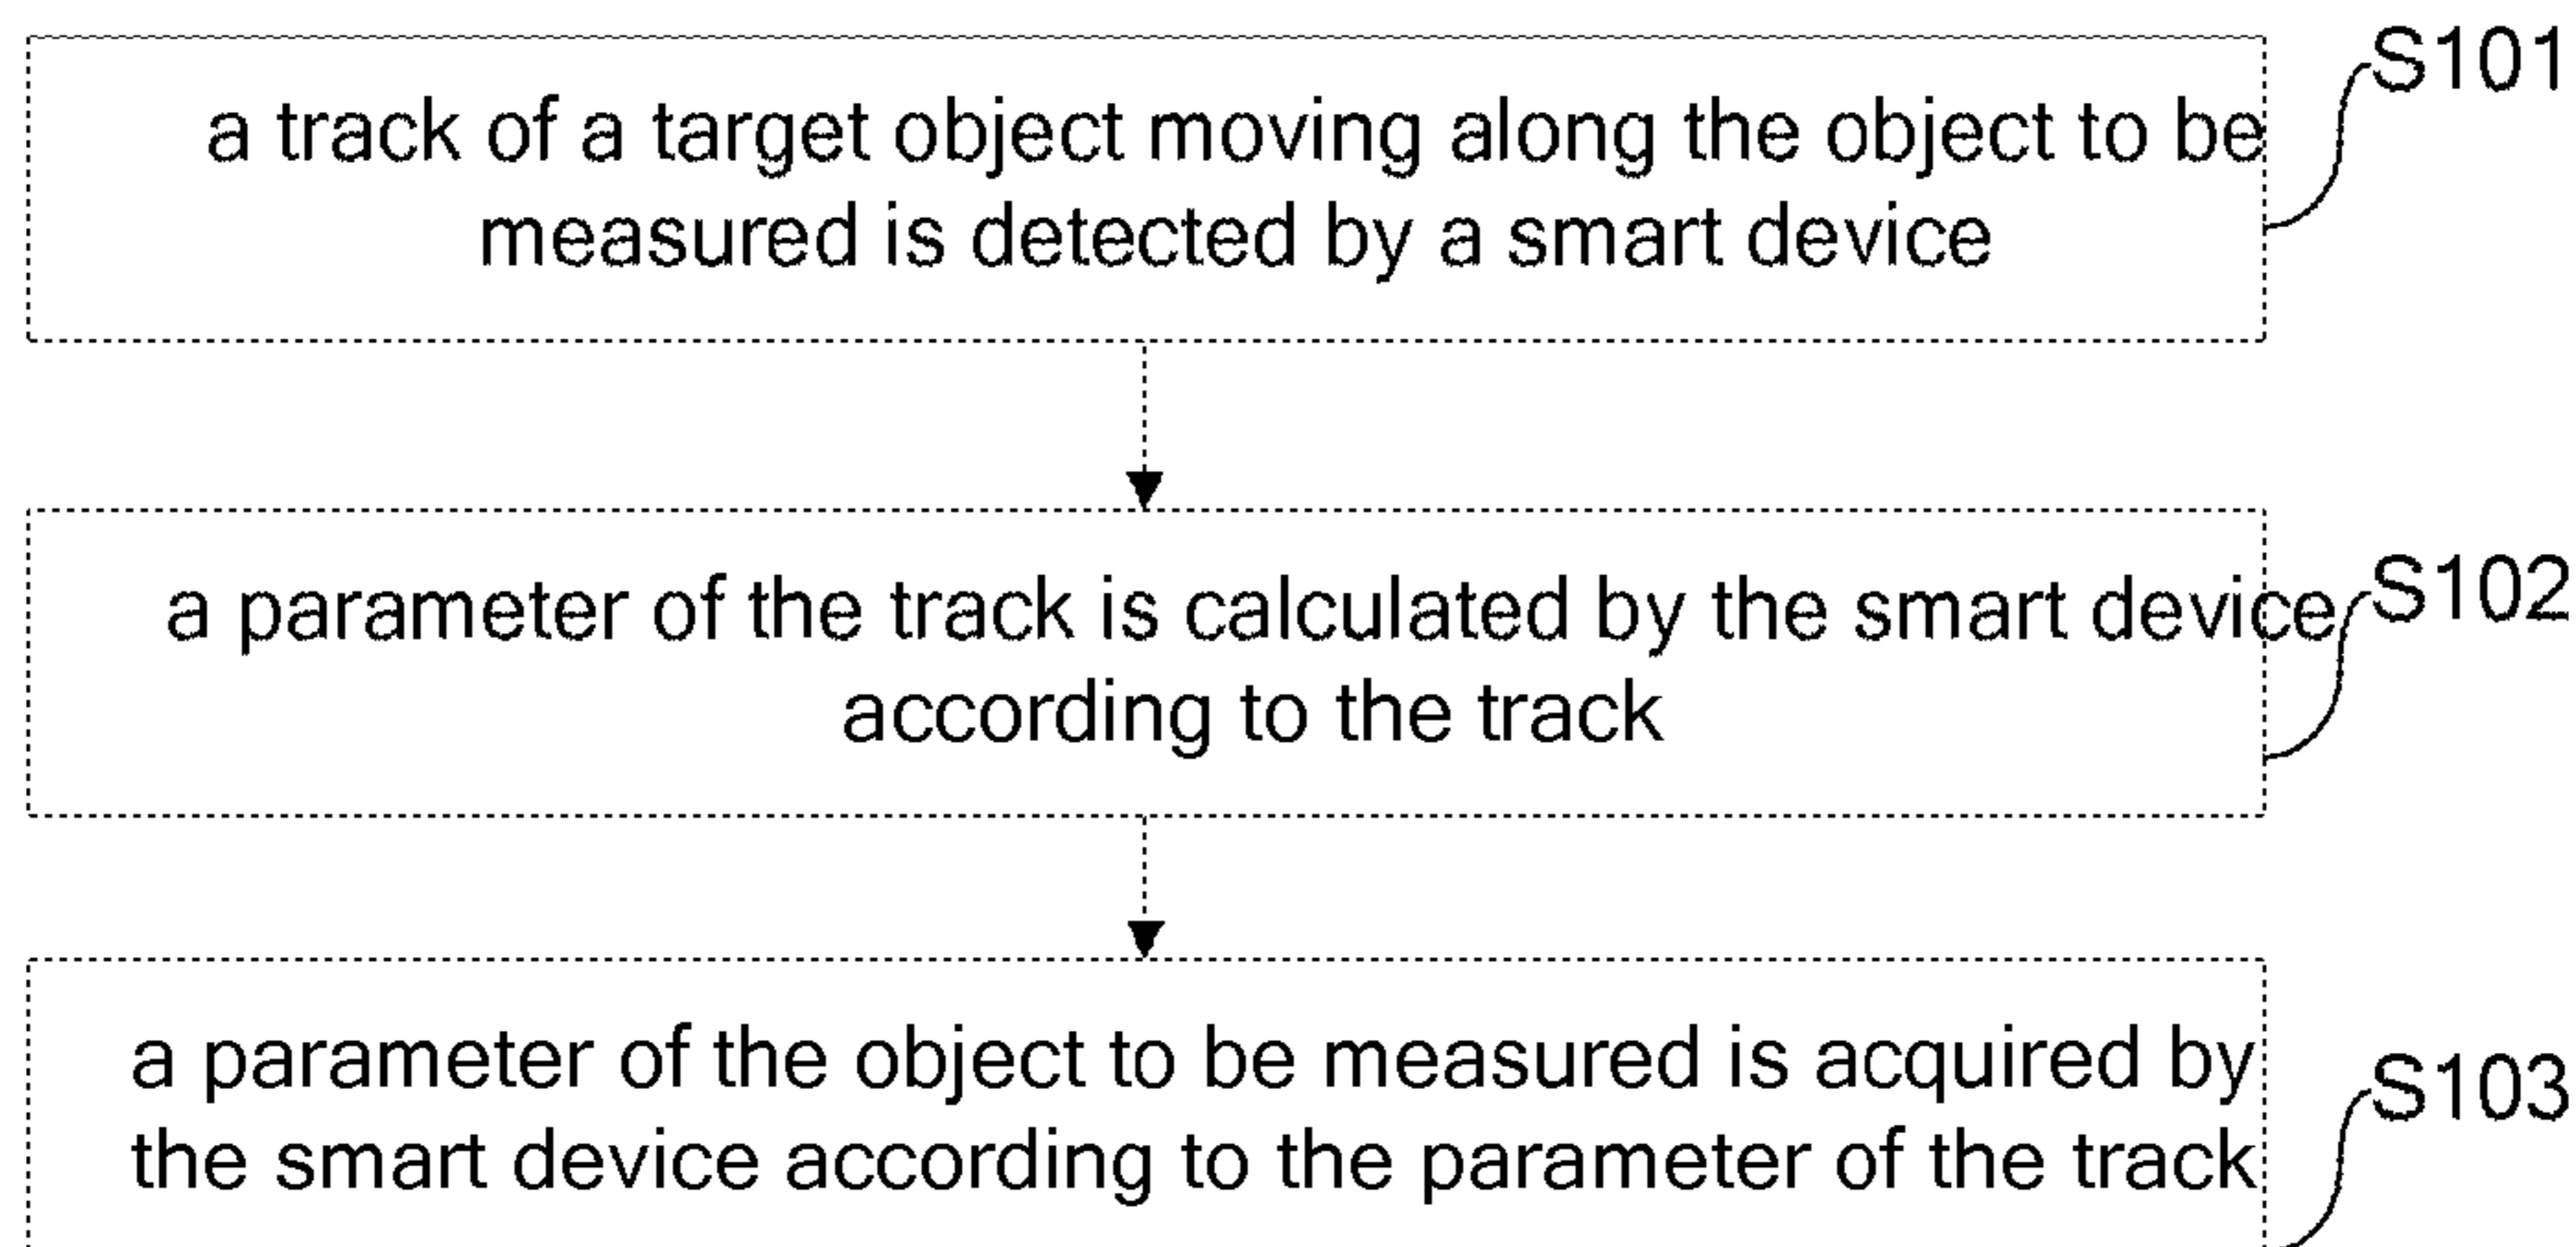 S101
a track of a target object moving along the object to be
measured is detected by a smart device
S102
a parameter of the track is calculated by the smart device
according to the track
S103
a parameter of the object to be measured is acquired by
the smart device according to the parameter of the track